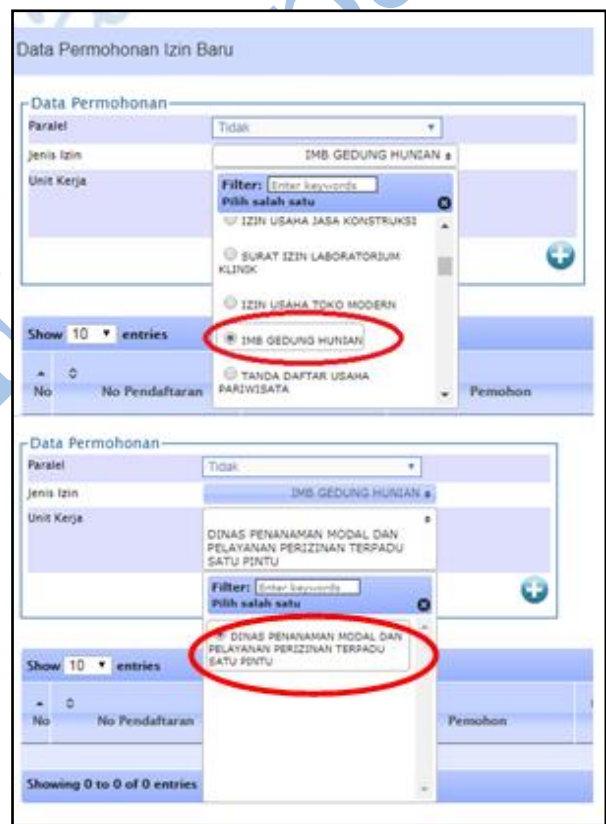 Data Permohonan Izin Baru
Data Permohonan
Paralel Tidak
Jenis Izin IMB GEDUNG HUNIAN
Unit Kerja
Filter: Enter keywords
Pilih salah satu
IZIN USAHA JASA KONSTRUKSI
SURAT IZIN LABORATORIUM
KLINIK
IZIN USAHA TOKO MODERN
Show 10 entries
IMB GEDUNG HUNIAN
TANDA DAFTAR USAHA
PARIWISATA
No No Pendaftaran Pemohon
Data Permohonan
Paralel Tidak
Jenis Izin IMB GEDUNG HUNIAN
Unit Kerja
DINAS PENANAMAN MODAL DAN
PELAYANAN PERIZINAN TERPADU
SATU PINTU
Filter: Enter keywords
Pilih salah satu
DINAS PENANAMAN MODAL DAN
PELAYANAN PERIZINAN TERPADU
SATU PINTU
Show 10 entries
No No Pendaftaran Pemohon
Showing 0 to 0 of 0 entries